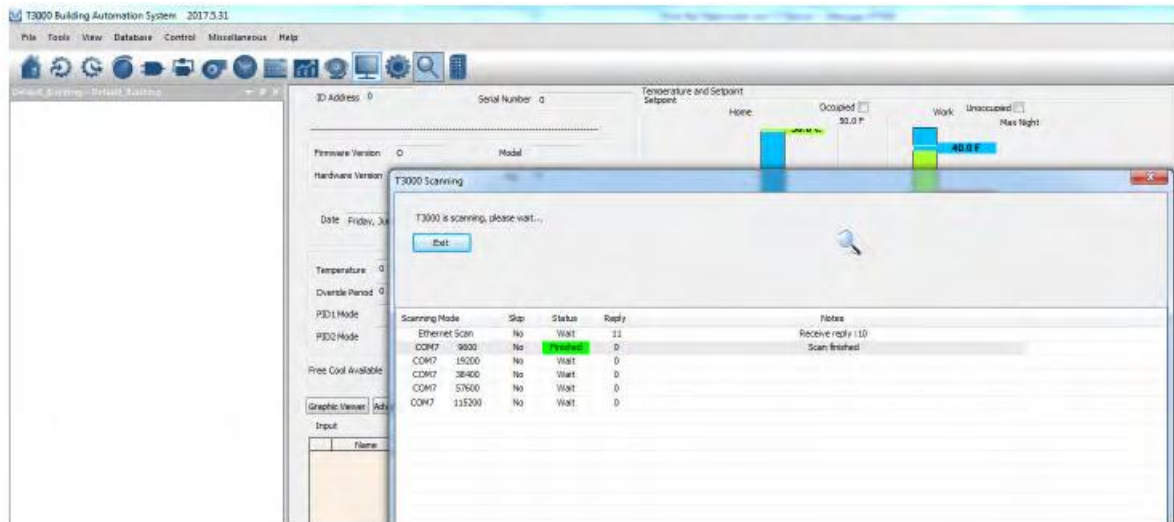 T3000 Building Automation System 2017.5.31
File Tools View Database Control Miscellaneous Help
ID Address 0
Serial Number 0
Temperature and Setpoint
Setpoint
Home
Occupied
50.0 F
Work
Unoccupied
Max Night
40.0 F
Firmware Version 0
Model
Hardware Version
Date Friday,
Temperature 0
Override Period 0
PID1 Mode
PID2 Mode
Free Cool Available
Graphic Viewer
Input
Name
T3000 Scanning
T3000 is scanning, please wait...
Exit
Scanning Mode Skip Status Reply Notes
Ethernet Scan No Wait 11 Receive reply :10
COM7 9600 No Finished 0 Scan finished
COM7 19200 No Wait 0
COM7 38400 No Wait 0
COM7 57600 No Wait 0
COM7 115200 No Wait 0